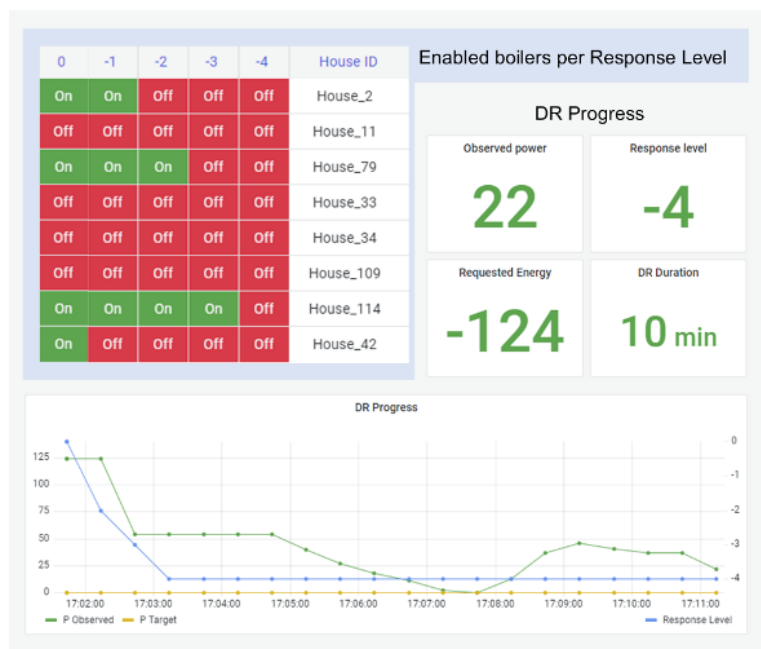 0 -1 -2 -3 -4 House ID
On On Off Off Off House_2
Off Off Off Off Off House_11
On On On Off Off House_79
Off Off Off Off Off House_33
Off Off Off Off Off House_34
Off Off Off Off Off House_109
On On On On Off House_114
On Off Off Off Off House_42
Enabled boilers per Response Level
DR Progress
Observed power
22
Response level
-4
Requested Energy
-124
DR Duration
10 min
DR Progress
125
100
75
50
25
0
0
-1
-2
-3
-4
17:02:00 17:03:00 17:04:00 17:05:00 17:06:00 17:07:00 17:08:00 17:09:00 17:10:00 17:11:00
P Observed P Target Response Level